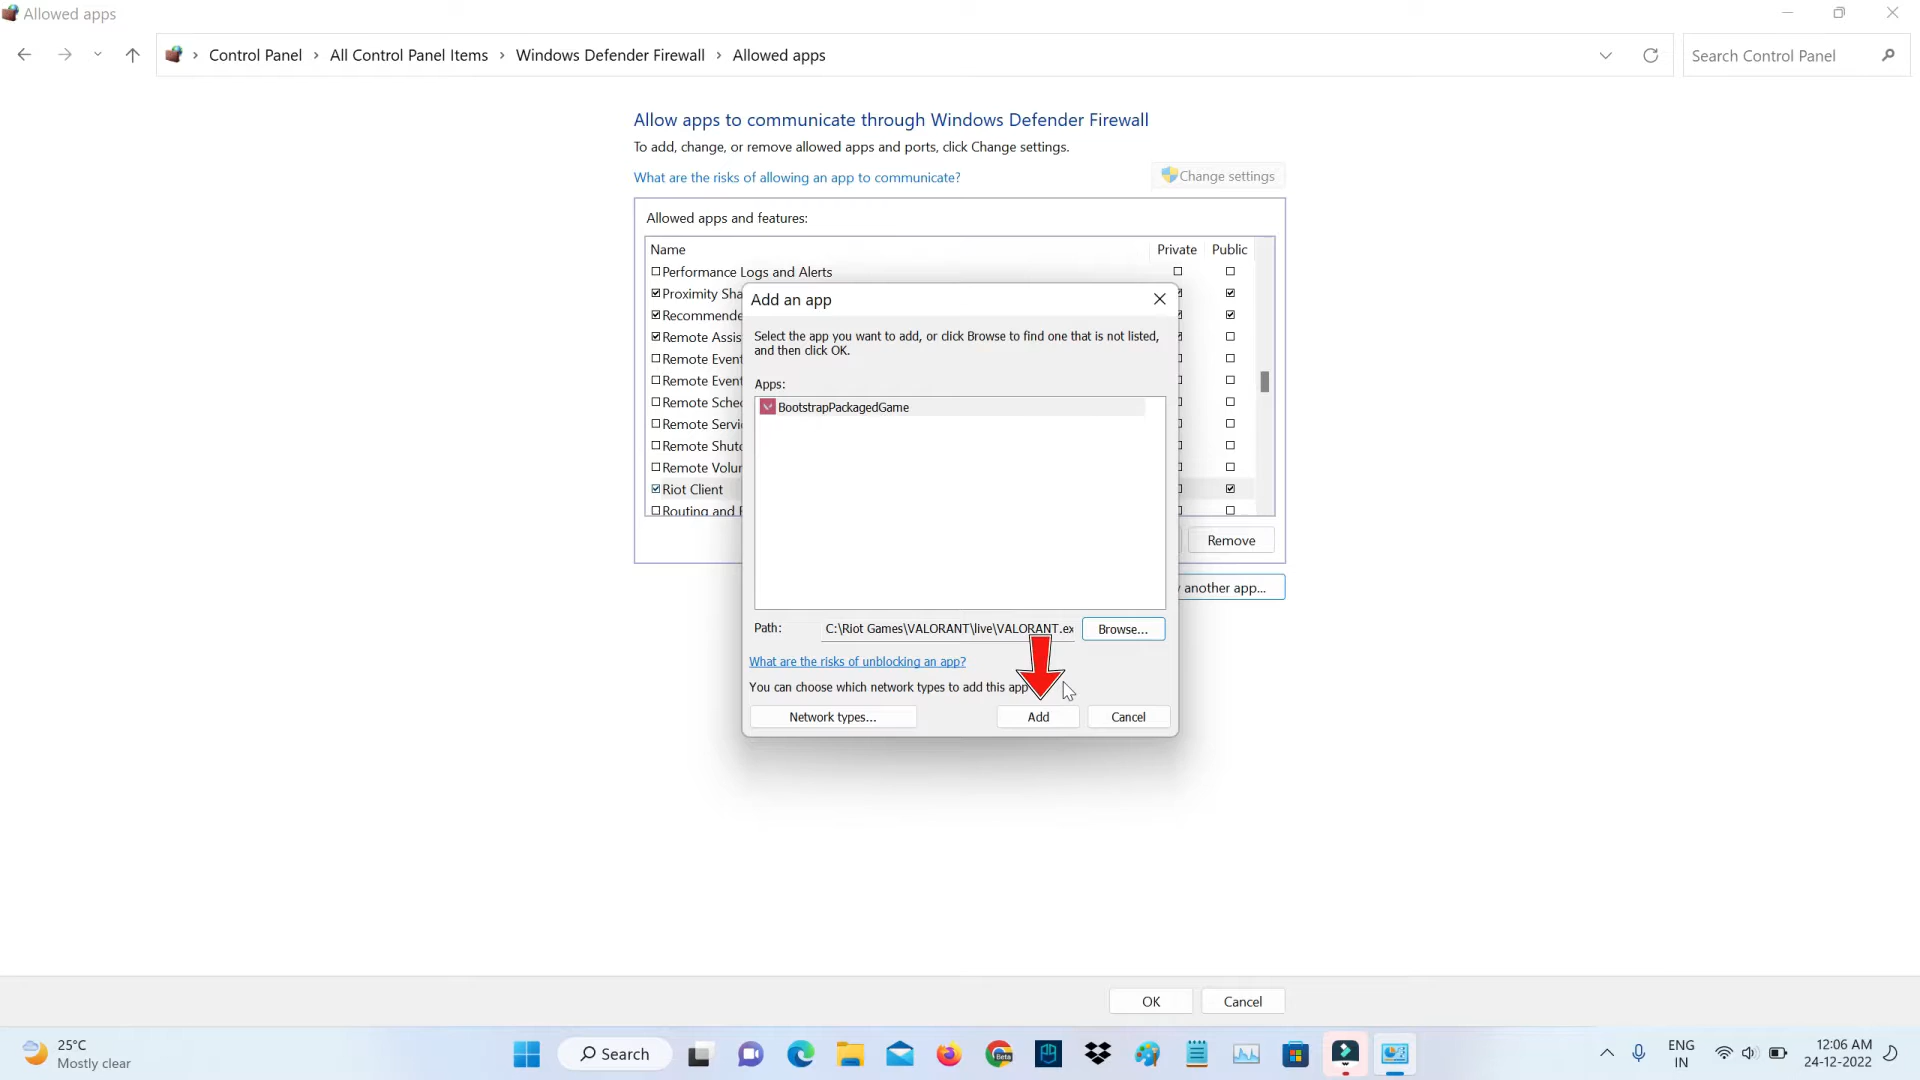 Allowed apps
Control Panel > All Control Panel Items > Windows Defender Firewall > Allowed apps
Search Control Panel
Allow apps to communicate through Windows Defender Firewall
To add, change, or remove allowed apps and ports, click Change settings.
What are the risks of allowing an app to communicate?
Change settings
Allowed apps and features:
Name Private Public
Performance Logs and Alerts
Proximity Sha
Recommende
Remote Assis
Remote Event
Remote Event
Remote Sched
Remote Servi
Remote Shut
Remote Volu
Riot Client
Routing and
Remove
another app...
Add an app
Select the app you want to add, or click Browse to find one that is not listed,
and then click OK.
Apps:
BootstrapPackagedGame
Path: C:\Riot Games\VALORANT\live\VALORANT.ex
Browse...
What are the risks of unblocking an app?
You can choose which network types to add this app
Network types...
Add
Cancel
OK
Cancel
25°C
Mostly clear
Search
Beta
ENG
IN
12:06 AM
24-12-2022